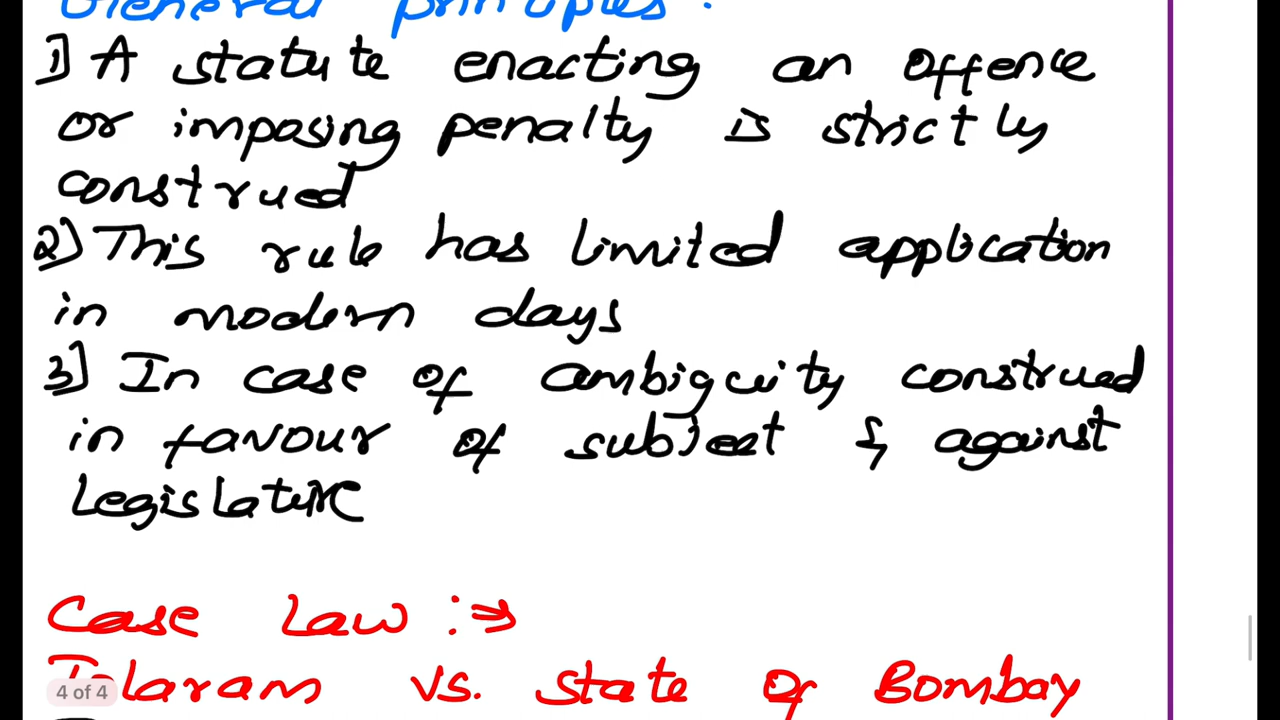 General principles :
1) A statute enacting an offence
or imposing penalty is strictly
construed
2) This rule has limited application
in modern days
3) In case of ambiguity construed
in favour of subject & against
Legislature
Case Law :⇒
Tolaram vs. state of Bombay
4 of 4